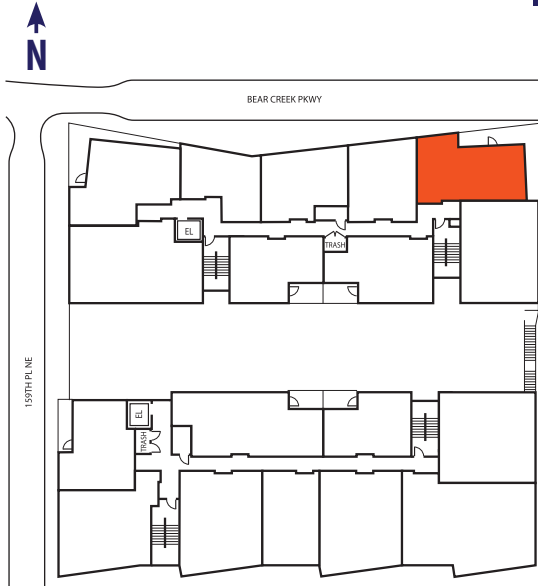 N
BEAR CREEK PKWY
EL
TRASH
159TH PL NE
EL
TRASH